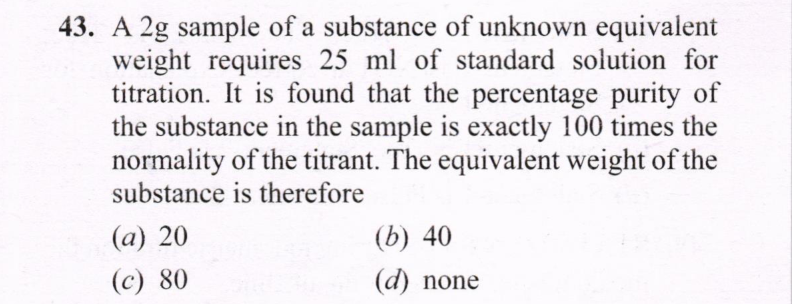 43. A 2g sample of a substance of unknown equivalent
weight requires 25 ml of standard solution for
titration. It is found that the percentage purity of
the substance in the sample is exactly 100 times the
normality of the titrant. The equivalent weight of the
substance is therefore
(a) 20 (b) 40
(c) 80 (d) none